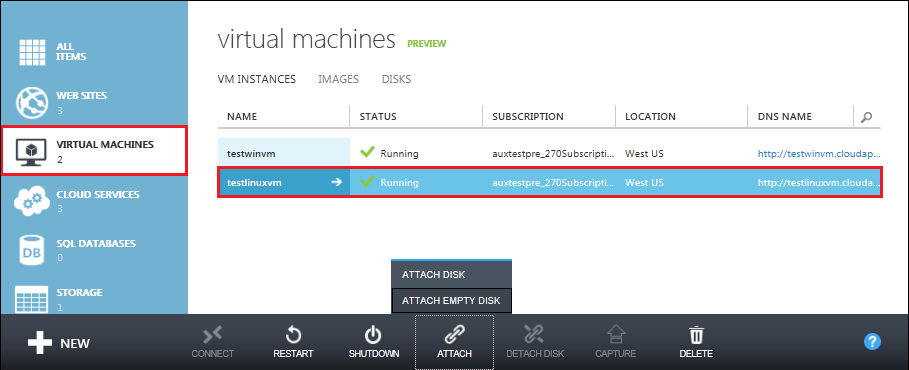 ALL
ITEMS
WEB SITES
3
VIRTUAL MACHINES
2
CLOUD SERVICES
3
DB
SQL DATABASES
0
STORAGE
1
virtual machines PREVIEW
VM INSTANCES IMAGES DISKS
NAME STATUS SUBSCRIPTION LOCATION DNS NAME
testwinvm Running auxtestpre_270Subscripti... West US http://testwinvm.cloudap...
testlinuxvm Running auxtestpre_270Subscripti... West US http://testlinuxvm.clouda...
ATTACH DISK
ATTACH EMPTY DISK
NEW CONNECT RESTART SHUTDOWN ATTACH DETACH DISK CAPTURE DELETE ?